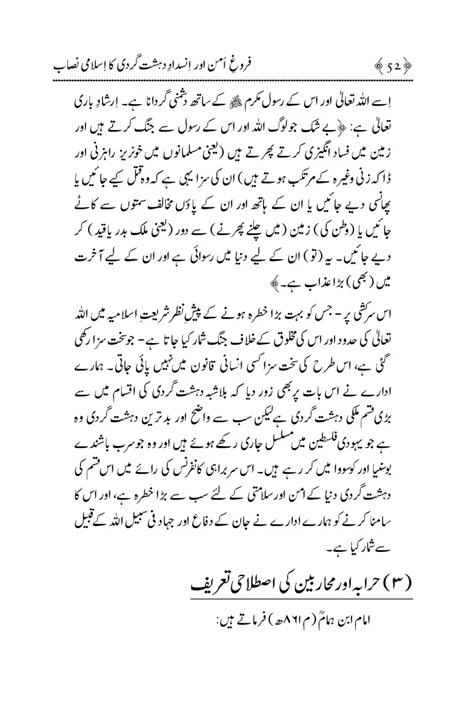 ﴿ 52 ﴾ فروغِ اَمن اور اِنسدادِ دہشت گردی کا اِسلامی نصاب
اِسے اللہ تعالیٰ اور اس کے رسول مکرم ﷺ کے ساتھ دشمنی گردانا ہے۔ اِرشادِ باری
تعالیٰ ہے: ﴿بے شک جو لوگ اللہ اور اس کے رسول سے جنگ کرتے ہیں اور
زمین میں فساد انگیزی کرتے پھرتے ہیں (یعنی مسلمانوں میں خونریز راہزنی اور
ڈاکہ زنی وغیرہ کے مرتکب ہوتے ہیں) ان کی سزا یہی ہے کہ وہ قتل کیے جائیں یا
پھانسی دیے جائیں یا ان کے ہاتھ اور ان کے پاؤں مخالف سمتوں سے کاٹے
جائیں یا (وطن کی) زمین (میں چلنے پھرنے) سے دور (یعنی ملک بدر یا قید) کر
دیے جائیں۔ یہ (تو) ان کے لیے دنیا میں رسوائی ہے اور ان کے لیے آخرت
میں (بھی) بڑا عذاب ہے۔﴾
اس سرکشی پر - جس کو بہت بڑا خطرہ ہونے کے پیشِ نظر شریعتِ اسلامیہ میں اللہ
تعالیٰ کی حدود اور اس کی مخلوق کے خلاف جنگ شمار کیا جاتا ہے - جو سخت سزا رکھی
گئی ہے، اس طرح کی سخت سزا کسی انسانی قانون میں نہیں پائی جاتی۔ ہمارے
ادارے نے اس بات پر بھی زور دیا کہ بلاشبہ دہشت گردی کی اقسام میں سے
بڑی قسم ملکی دہشت گردی ہے لیکن سب سے واضح اور بدترین دہشت گردی وہ
ہے جو یہودی فلسطین میں مسلسل جاری رکھے ہوئے ہیں اور وہ جو سرب باشندے
بوسنیا اور کوسووا میں کر رہے ہیں۔ اس سربراہی کانفرنس کی رائے میں اس قسم کی
دہشت گردی دنیا کے امن اور سلامتی کے لئے سب سے بڑا خطرہ ہے، اور اس کا
سامنا کرنے کو ہمارے ادارے نے جان کے دفاع اور جہاد فی سبیل اللہ کے قبیل
سے شمار کیا ہے۔
(۳) حرابہ اور محاربین کی اصطلاحی تعریف
امام ابن ہمامؒ (م ۸۶۱ھ) فرماتے ہیں: